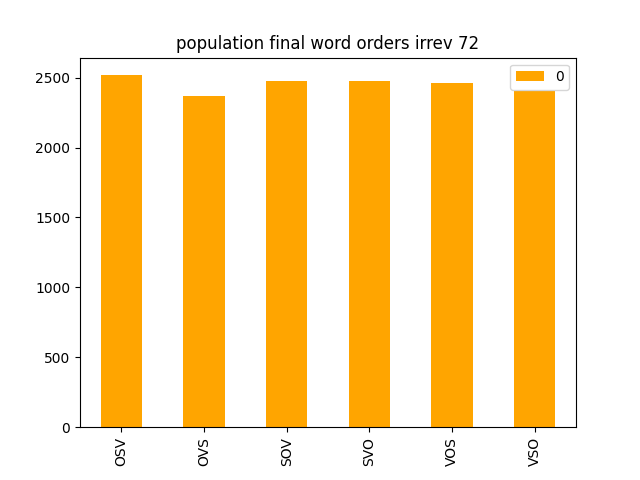 population final word orders irrev 72
0
2500
2000
1500
1000
500
0
OSV
OVS
SOV
SVO
VOS
VSO